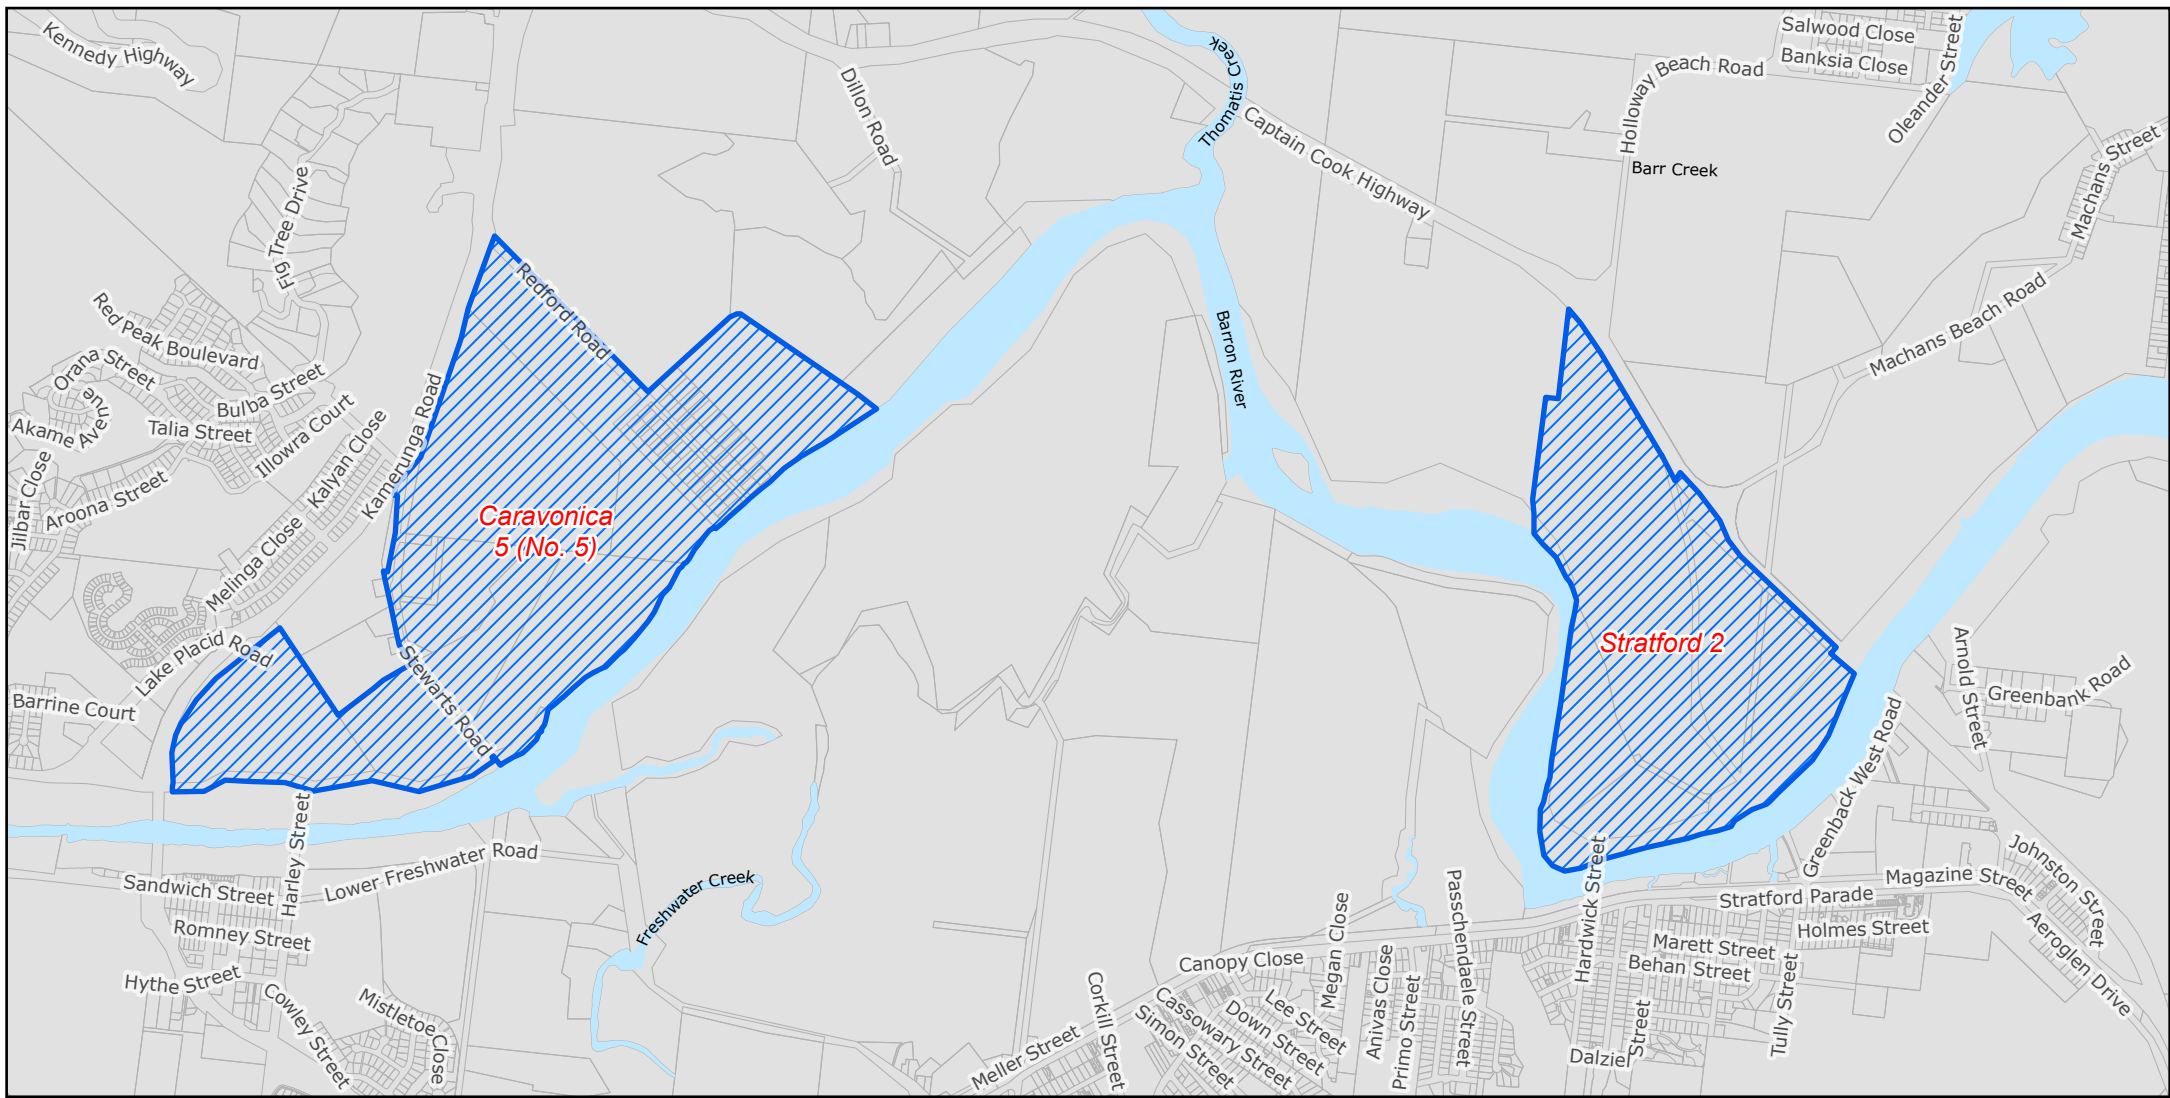 Kennedy Highway
Dillon Road
Thomatis Creek
Captain Cook Highway
Holloway Beach Road
Salwood Close
Banksia Close
Oleander Street
Barr Creek
Machans Street
Fig Tree Drive
Redford Road
Red Peak Boulevard
Orana Street
Bulba Street
Akame Avenue
Talia Street
Illowra Court
Kalyan Close
Kamerunga Road
Jilbar Close
Aroona Street
Melinga Close
Barron River
Machans Beach Road
Caravonica
5 (No. 5)
Stratford 2
Lake Placid Road
Stewarts Road
Barrine Court
Arnold Street
Greenbank Road
Greenback West Road
Harley Street
Lower Freshwater Road
Sandwich Street
Romney Street
Hythe Street
Cowley Street
Mistletoe Close
Freshwater Creek
Johnston Street
Magazine Street
Stratford Parade
Holmes Street
Aeroglen Drive
Hardwick Street
Marett Street
Behan Street
Tully Street
Dalziel Street
Passchendaele Street
Megan Close
Canopy Close
Anivas Close
Primo Street
Lee Street
Down Street
Cassowary Street
Simon Street
Corkill Street
Meller Street